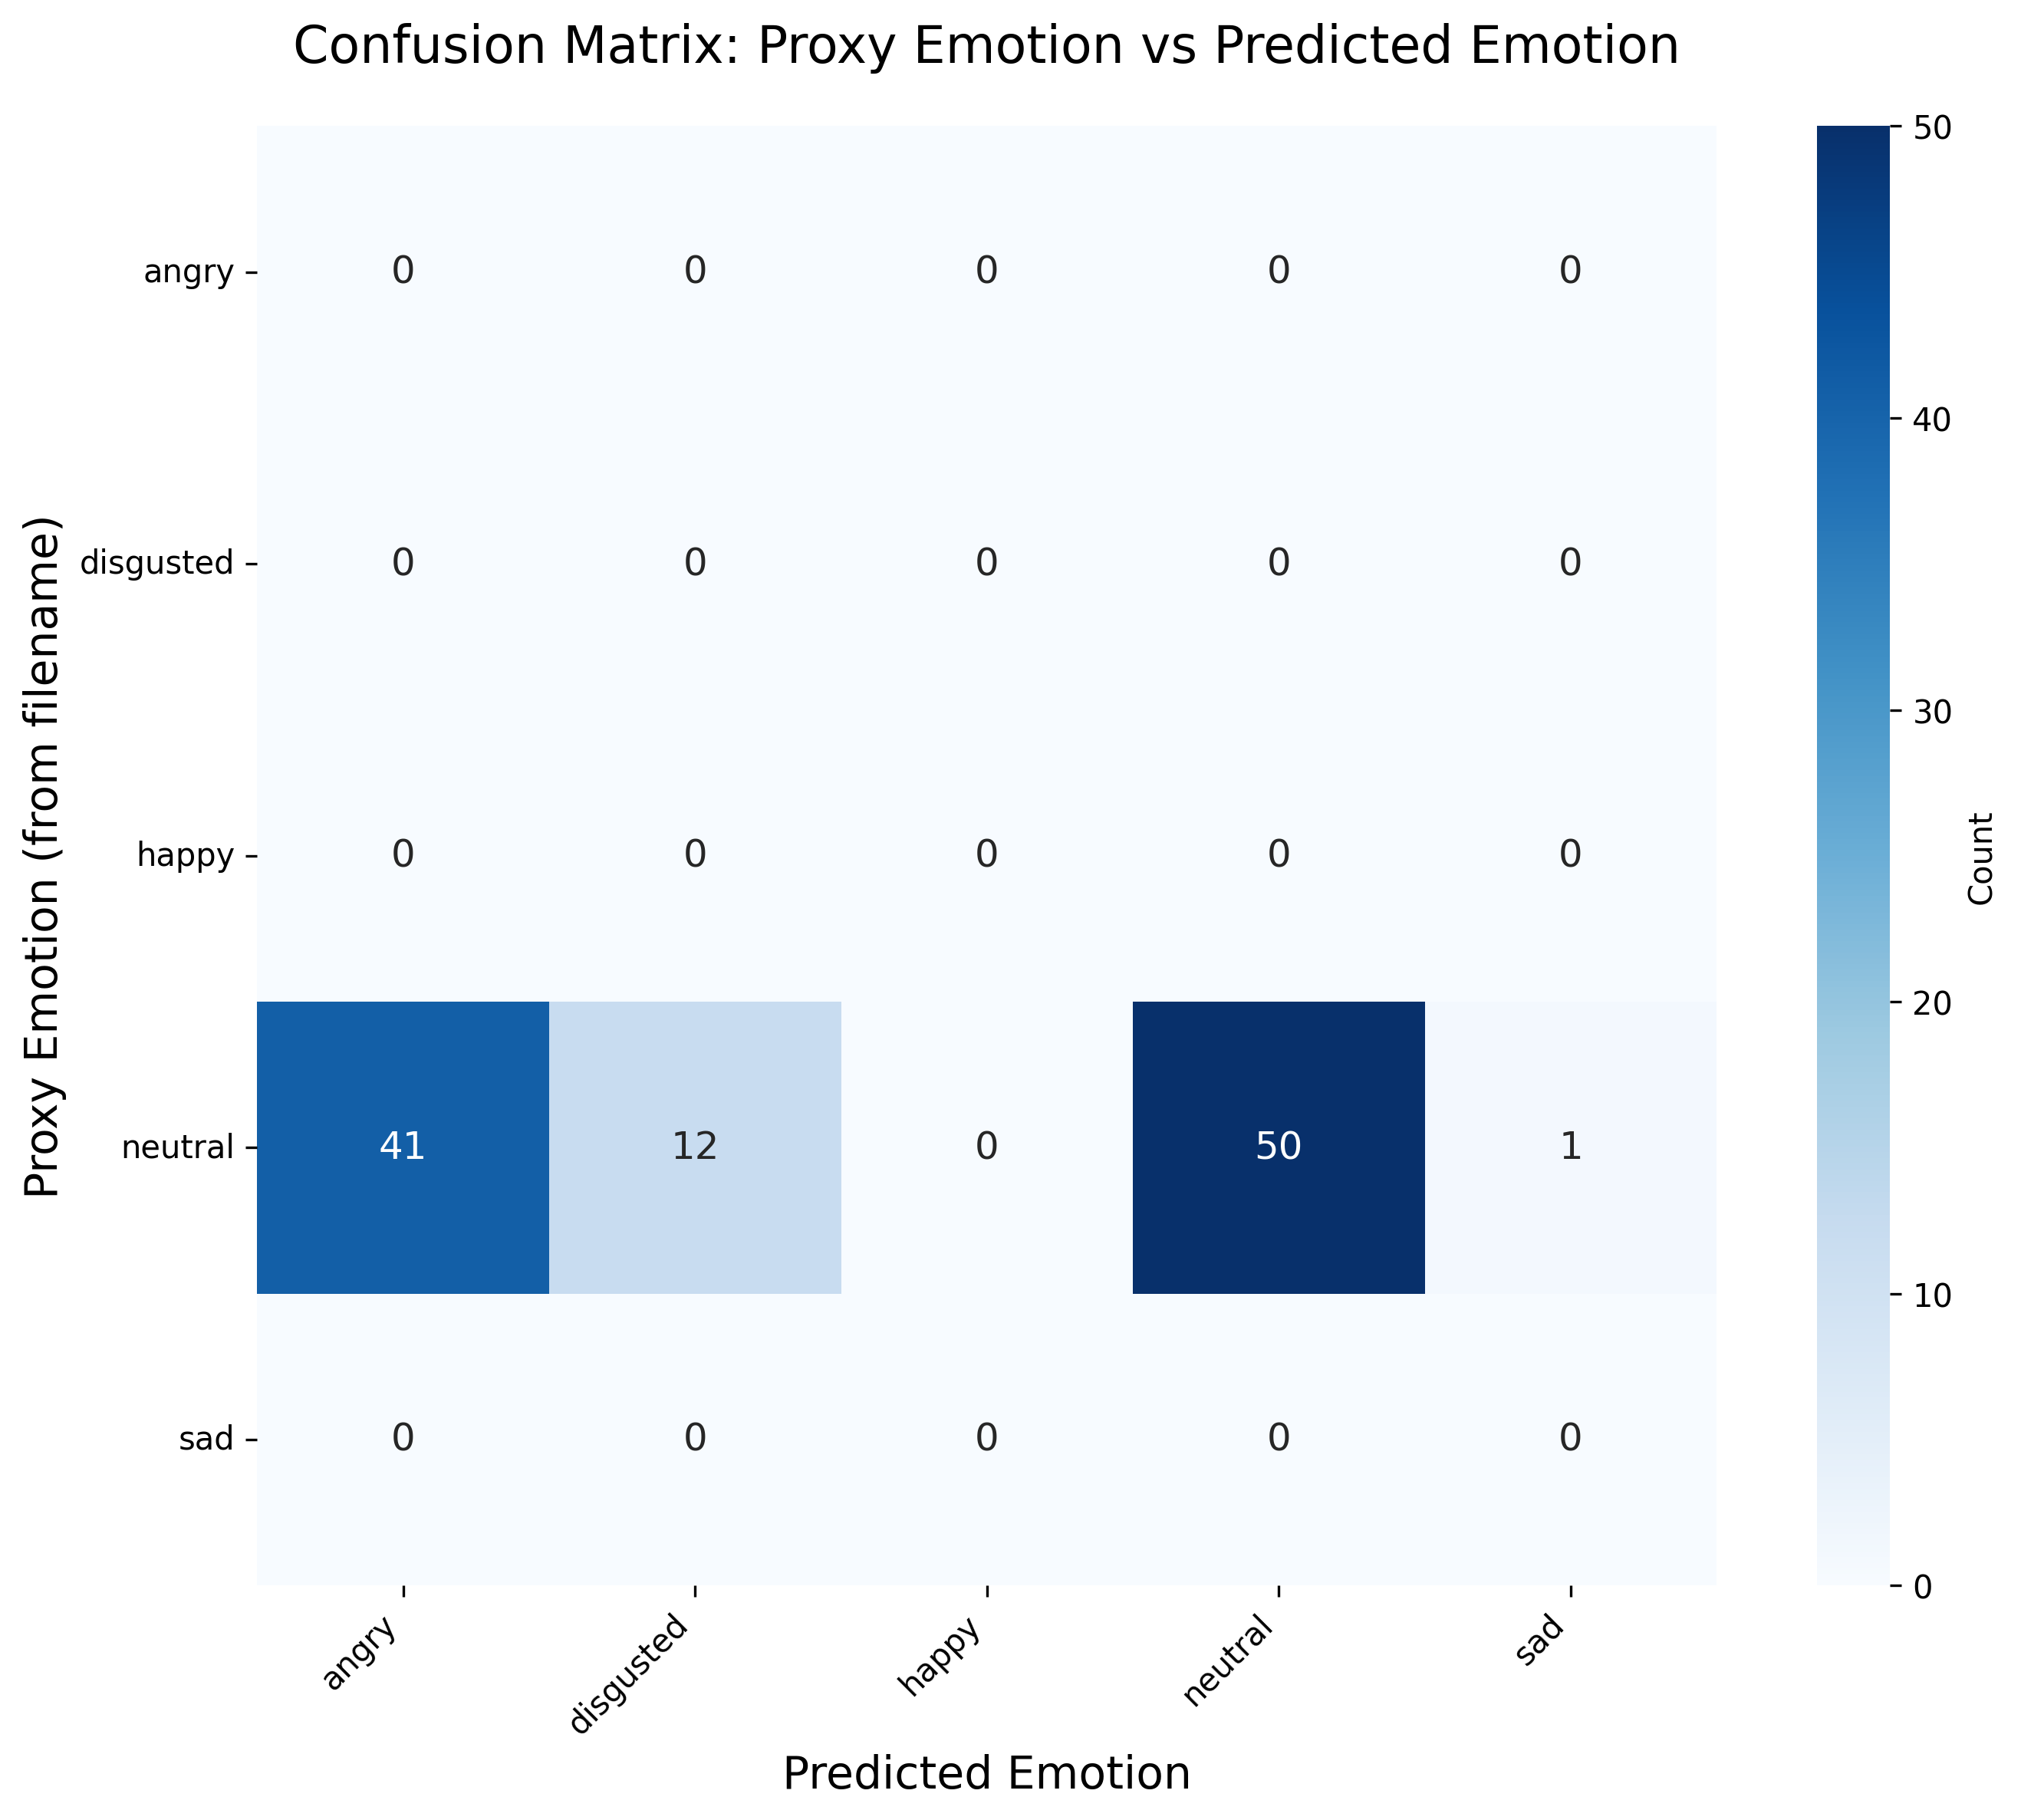 Confusion Matrix: Proxy Emotion vs Predicted Emotion
Proxy Emotion (from filename)
angry 0 0 0 0 0
disgusted 0 0 0 0 0
happy 0 0 0 0 0
neutral 41 12 0 50 1
sad 0 0 0 0 0
angry disgusted happy neutral sad
Predicted Emotion
50
40
30
20
10
0
Count